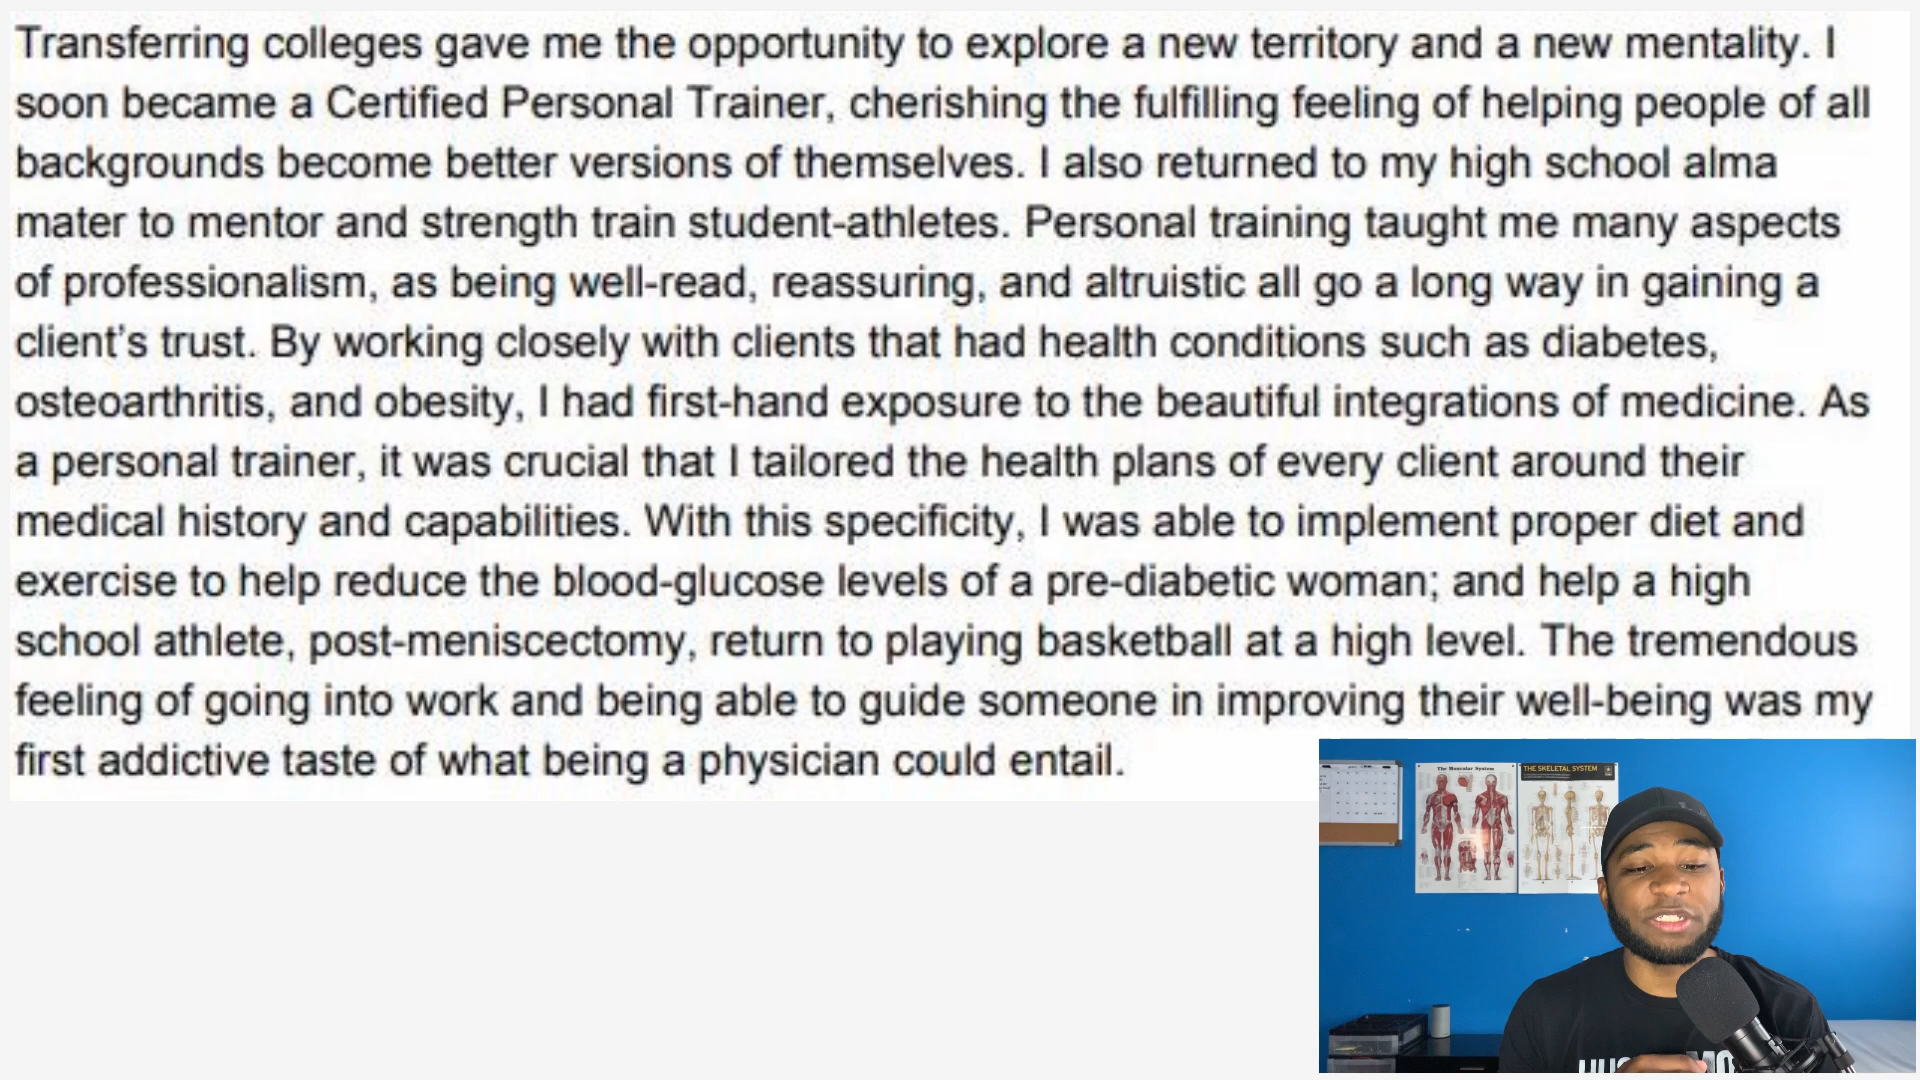 Transferring colleges gave me the opportunity to explore a new territory and a new mentality. I
soon became a Certified Personal Trainer, cherishing the fulfilling feeling of helping people of all
backgrounds become better versions of themselves. I also returned to my high school alma
mater to mentor and strength train student-athletes. Personal training taught me many aspects
of professionalism, as being well-read, reassuring, and altruistic all go a long way in gaining a
client’s trust. By working closely with clients that had health conditions such as diabetes,
osteoarthritis, and obesity, I had first-hand exposure to the beautiful integrations of medicine. As
a personal trainer, it was crucial that I tailored the health plans of every client around their
medical history and capabilities. With this specificity, I was able to implement proper diet and
exercise to help reduce the blood-glucose levels of a pre-diabetic woman; and help a high
school athlete, post-meniscectomy, return to playing basketball at a high level. The tremendous
feeling of going into work and being able to guide someone in improving their well-being was my
first addictive taste of what being a physician could entail.
The Muscular System
THE SKELETAL SYSTEM